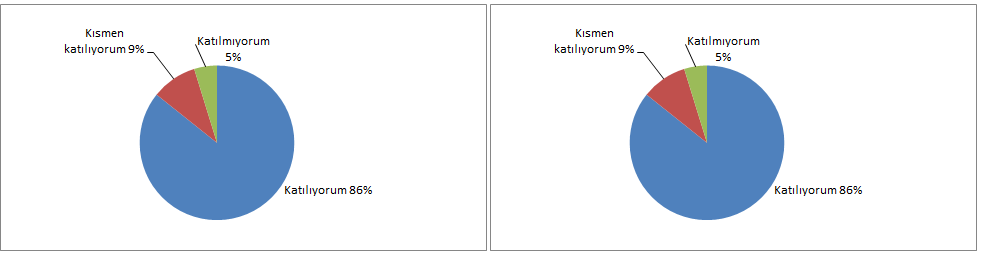 Kısmen
katılıyorum 9%
Katılmıyorum
5%
Katılıyorum 86%
Kısmen
katılıyorum 9%
Katılmıyorum
5%
Katılıyorum 86%